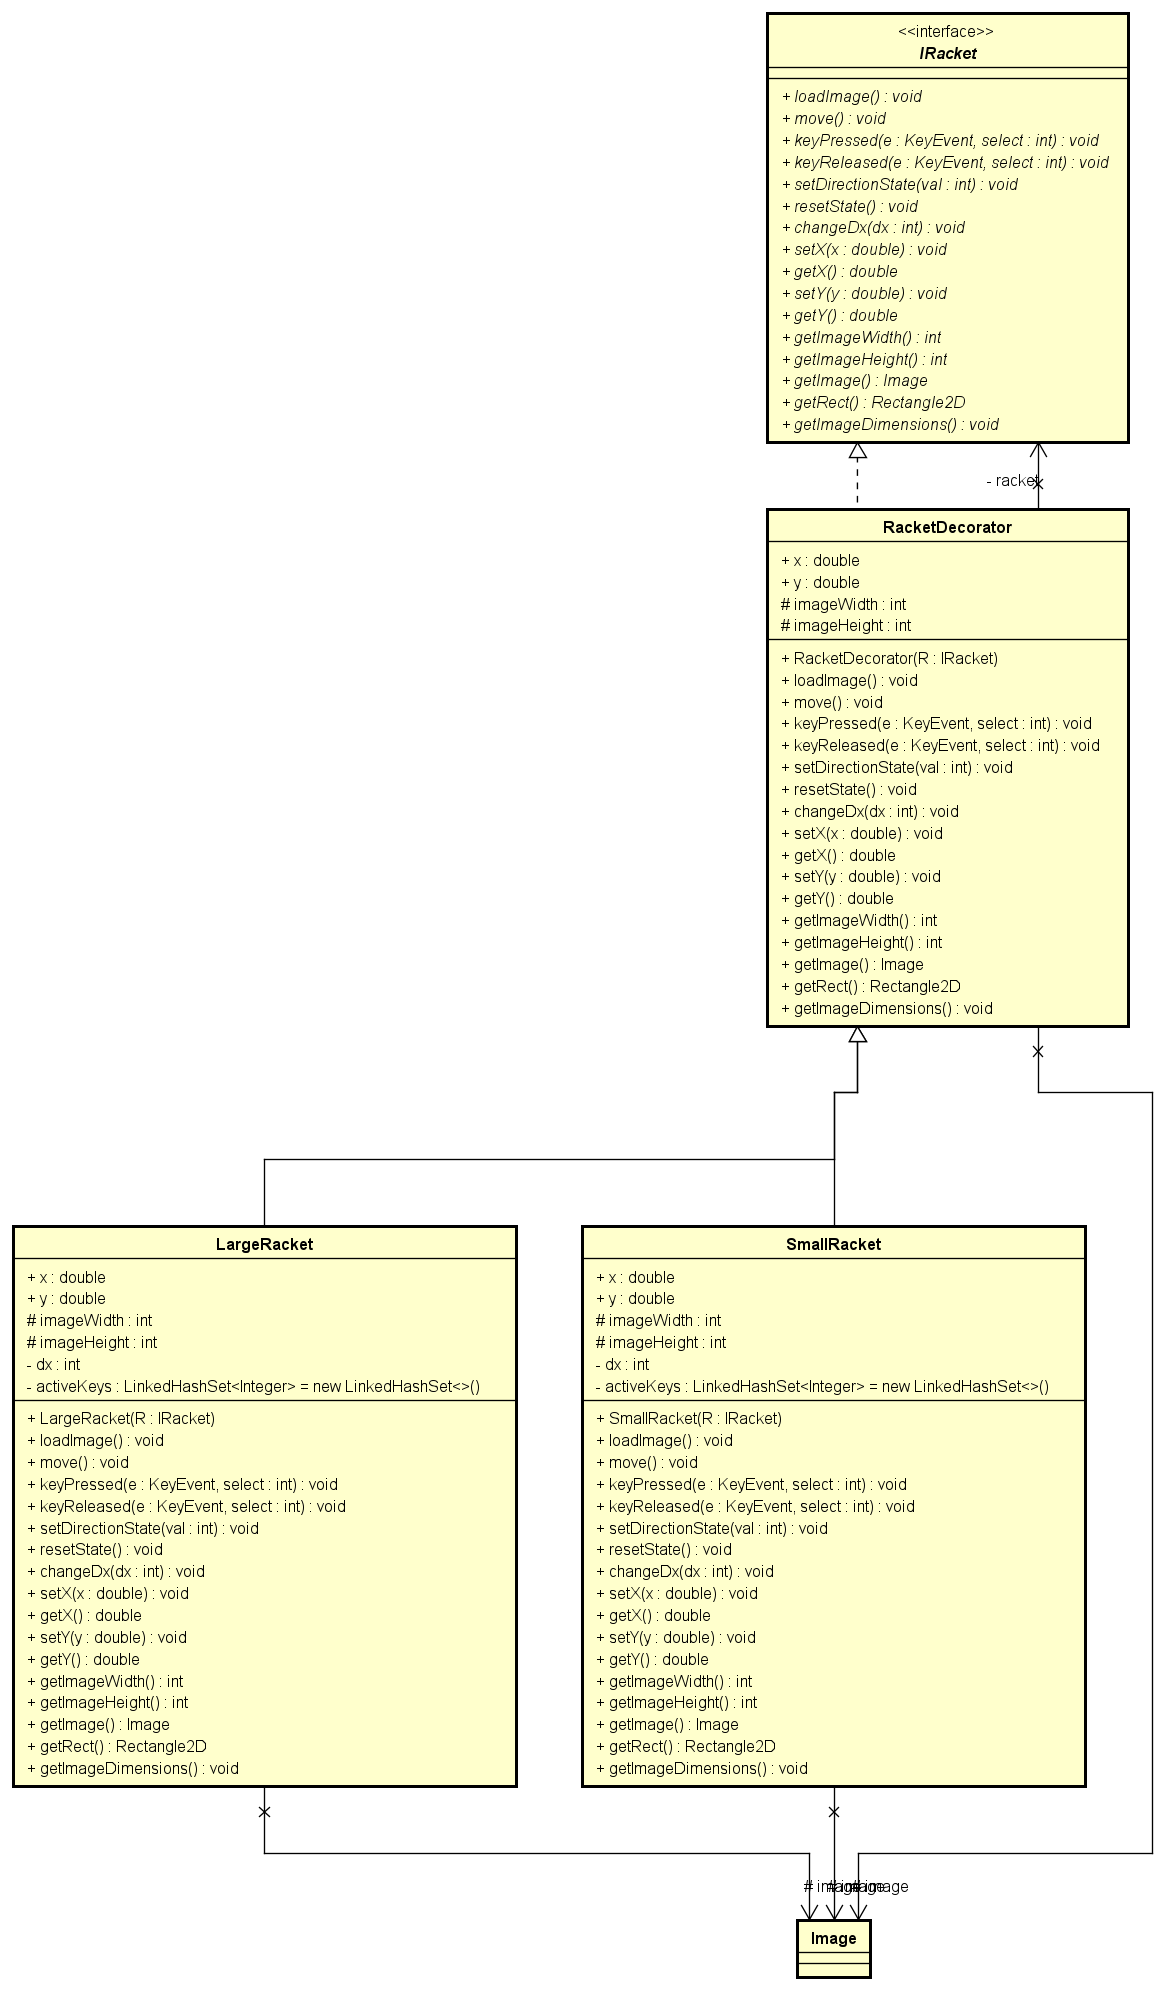 <<interface>>
IRacket
+ loadImage() : void
+ move() : void
+ keyPressed(e : KeyEvent, select : int) : void
+ keyReleased(e : KeyEvent, select : int) : void
+ setDirectionState(val : int) : void
+ resetState() : void
+ changeDx(dx : int) : void
+ setX(x : double) : void
+ getX() : double
+ setY(y : double) : void
+ getY() : double
+ getImageWidth() : int
+ getImageHeight() : int
+ getImage() : Image
+ getRect() : Rectangle2D
+ getImageDimensions() : void
- racket
RacketDecorator
+ x : double
+ y : double
# imageWidth : int
# imageHeight : int
+ RacketDecorator(R : IRacket)
+ loadImage() : void
+ move() : void
+ keyPressed(e : KeyEvent, select : int) : void
+ keyReleased(e : KeyEvent, select : int) : void
+ setDirectionState(val : int) : void
+ resetState() : void
+ changeDx(dx : int) : void
+ setX(x : double) : void
+ getX() : double
+ setY(y : double) : void
+ getY() : double
+ getImageWidth() : int
+ getImageHeight() : int
+ getImage() : Image
+ getRect() : Rectangle2D
+ getImageDimensions() : void
LargeRacket
+ x : double
+ y : double
# imageWidth : int
# imageHeight : int
- dx : int
- activeKeys : LinkedHashSet<Integer> = new LinkedHashSet<>()
+ LargeRacket(R : IRacket)
+ loadImage() : void
+ move() : void
+ keyPressed(e : KeyEvent, select : int) : void
+ keyReleased(e : KeyEvent, select : int) : void
+ setDirectionState(val : int) : void
+ resetState() : void
+ changeDx(dx : int) : void
+ setX(x : double) : void
+ getX() : double
+ setY(y : double) : void
+ getY() : double
+ getImageWidth() : int
+ getImageHeight() : int
+ getImage() : Image
+ getRect() : Rectangle2D
+ getImageDimensions() : void
SmallRacket
+ x : double
+ y : double
# imageWidth : int
# imageHeight : int
- dx : int
- activeKeys : LinkedHashSet<Integer> = new LinkedHashSet<>()
+ SmallRacket(R : IRacket)
+ loadImage() : void
+ move() : void
+ keyPressed(e : KeyEvent, select : int) : void
+ keyReleased(e : KeyEvent, select : int) : void
+ setDirectionState(val : int) : void
+ resetState() : void
+ changeDx(dx : int) : void
+ setX(x : double) : void
+ getX() : double
+ setY(y : double) : void
+ getY() : double
+ getImageWidth() : int
+ getImageHeight() : int
+ getImage() : Image
+ getRect() : Rectangle2D
+ getImageDimensions() : void
# image
# image
# image
Image